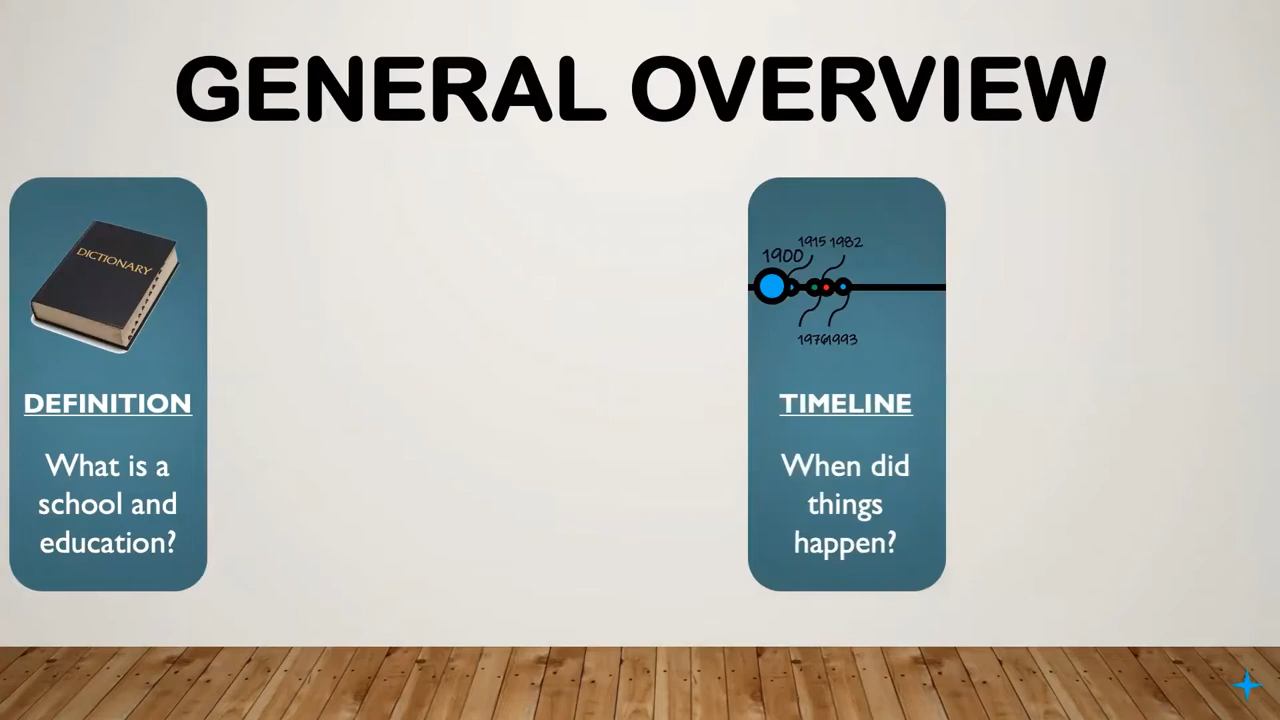 GENERAL OVERVIEW
DICTIONARY
DEFINITION
What is a
school and
education?
1915 1982
1900
1976 1993
TIMELINE
When did
things
happen?